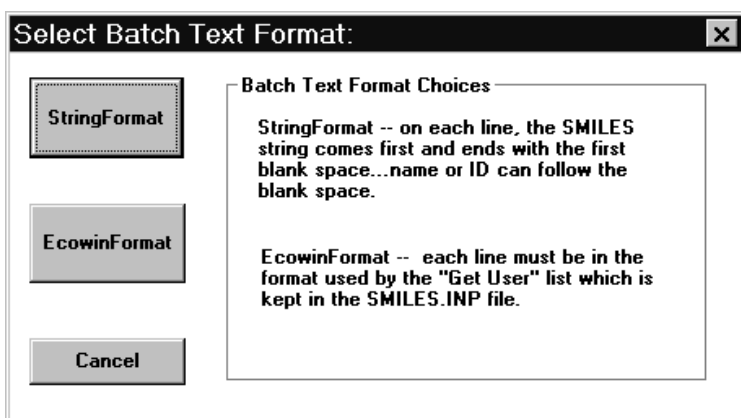 Select Batch Text Format:
StringFormat
EcowinFormat
Cancel
Batch Text Format Choices
StringFormat -- on each line, the SMILES
string comes first and ends with the first
blank space...name or ID can follow the
blank space.
EcowinFormat -- each line must be in the
format used by the "Get User" list which is
kept in the SMILES.INP file.